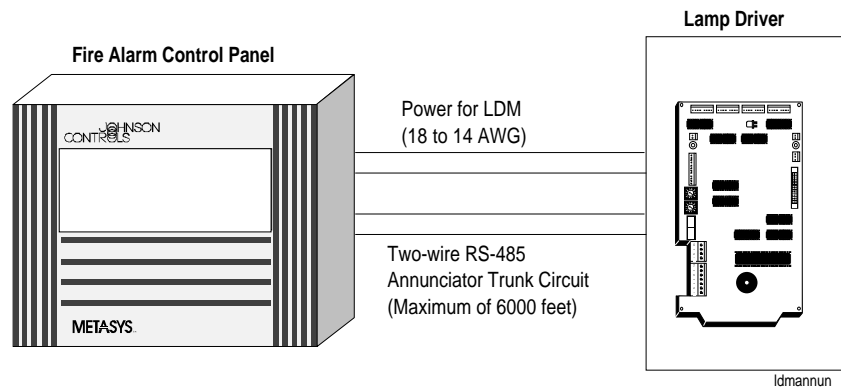 Lamp Driver
Fire Alarm Control Panel
JOHNSON
CONTROLS
Power for LDM
(18 to 14 AWG)
Two-wire RS-485
Annunciator Trunk Circuit
(Maximum of 6000 feet)
METASYS
ldmannun